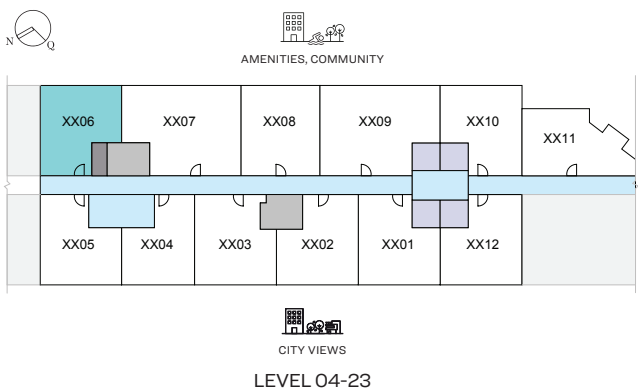 N Q
AMENITIES, COMMUNITY
XX06 XX07 XX08 XX09 XX10 XX11
XX05 XX04 XX03 XX02 XX01 XX12
CITY VIEWS
LEVEL 04-23